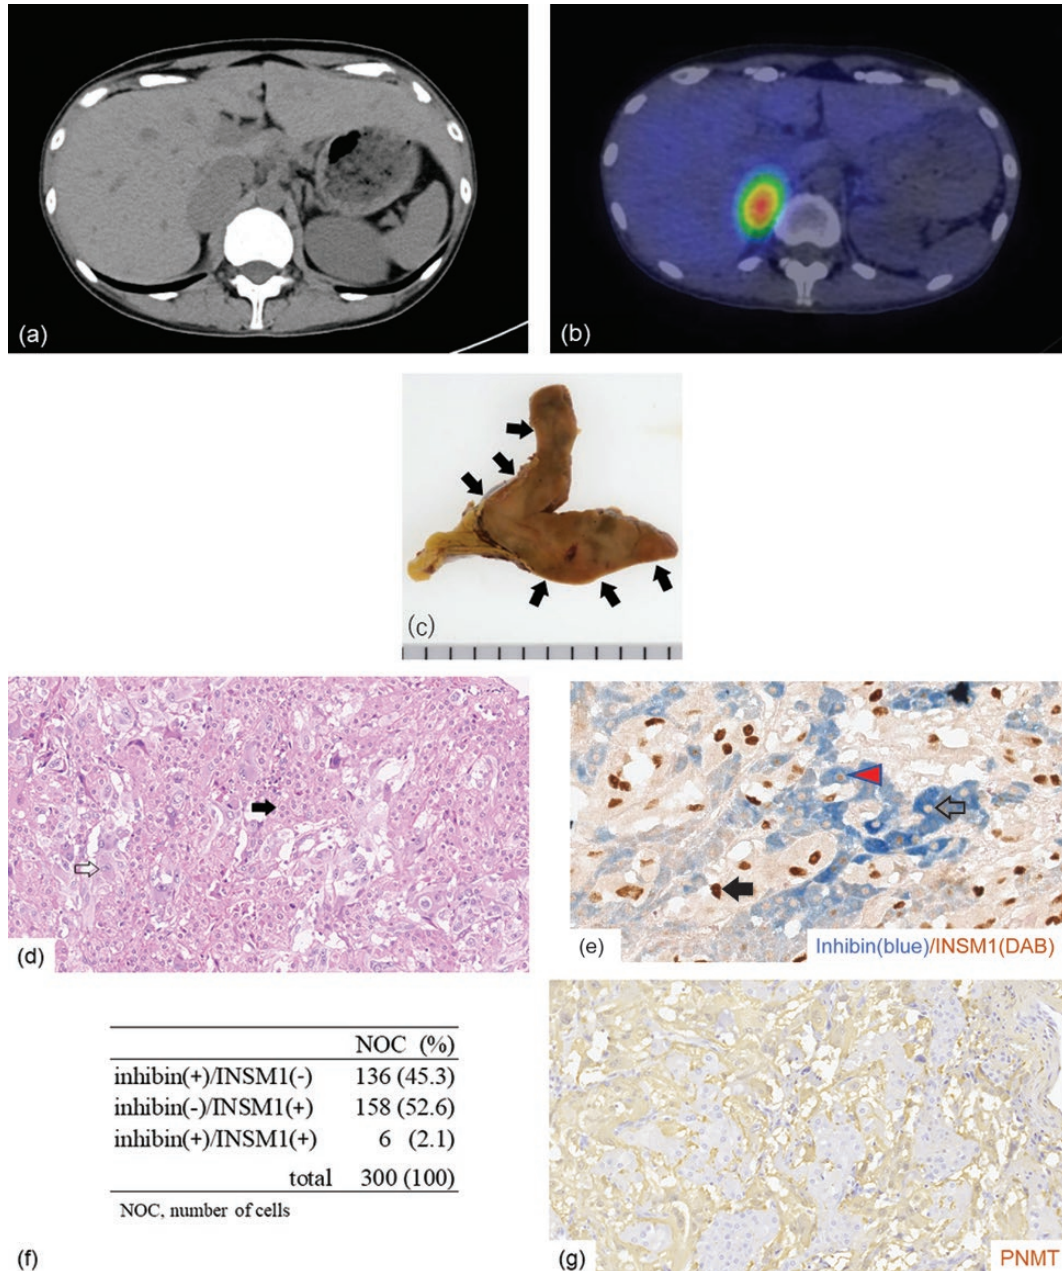 (a)
(b)
(c)
(d)
(e)
Inhibin(blue)/INSM1(DAB)
NOC (%)
inhibin(+)/INSM1(-) 136 (45.3)
inhibin(-)/INSM1(+) 158 (52.6)
inhibin(+)/INSM1(+) 6 (2.1)
total 300 (100)
NOC, number of cells
(f)
(g)
PNMT